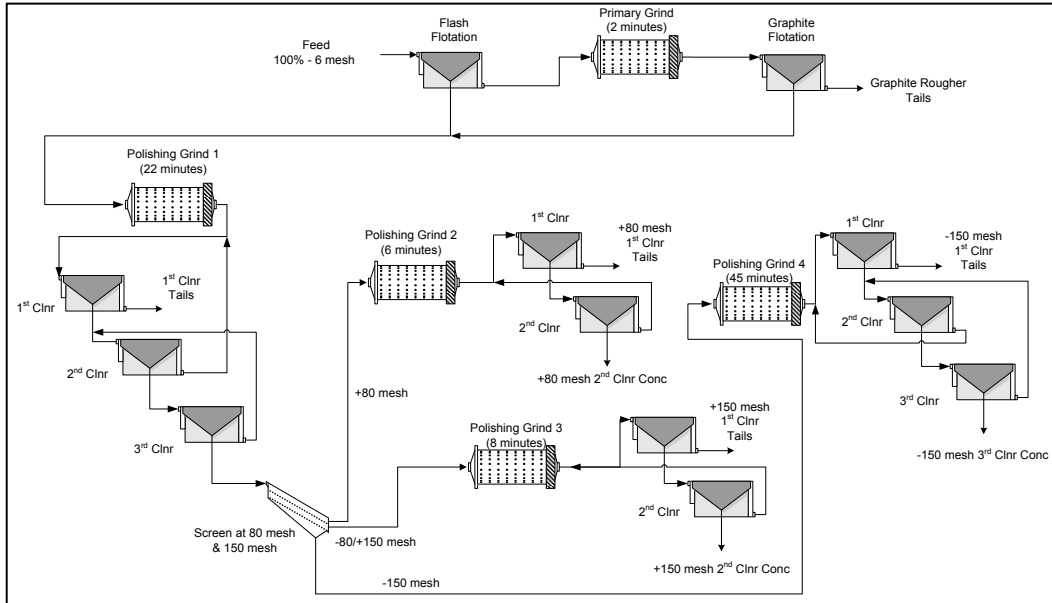 Feed
100% - 6 mesh
Flash
Flotation
Primary Grind
(2 minutes)
Graphite
Flotation
Graphite Rougher
Tails
Polishing Grind 1
(22 minutes)
1st Clnr
1st Clnr
Tails
2nd Clnr
3rd Clnr
Screen at 80 mesh
& 150 mesh
+80 mesh
-80/+150 mesh
-150 mesh
Polishing Grind 2
(6 minutes)
1st Clnr
+80 mesh
1st Clnr
Tails
2nd Clnr
+80 mesh 2nd Clnr Conc
Polishing Grind 3
(8 minutes)
+150 mesh
1st Clnr
Tails
2nd Clnr
+150 mesh 2nd Clnr Conc
Polishing Grind 4
(45 minutes)
1st Clnr
-150 mesh
1st Clnr
Tails
2nd Clnr
3rd Clnr
-150 mesh 3rd Clnr Conc